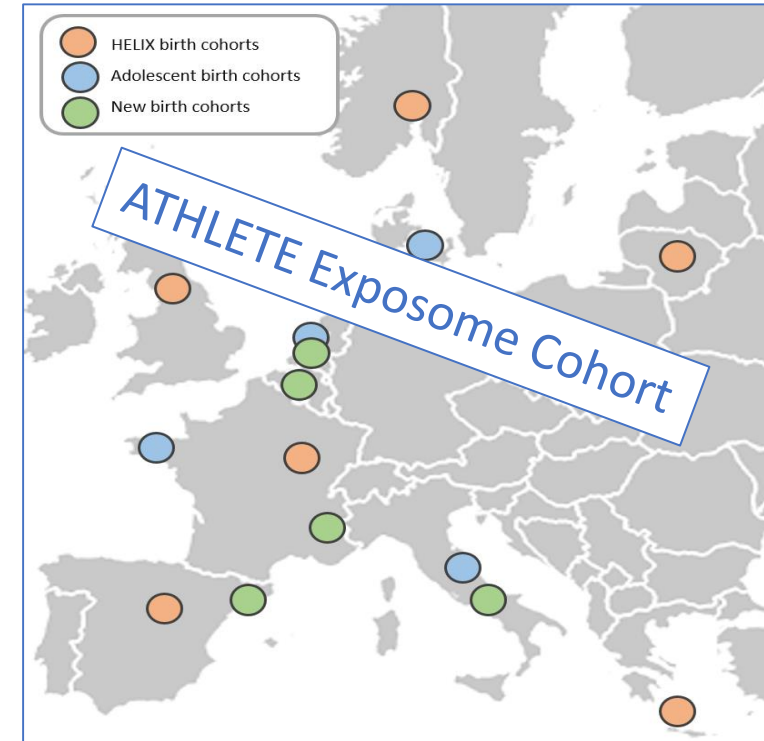 HELIX birth cohorts
Adolescent birth cohorts
New birth cohorts
ATHLETE Exposome Cohort